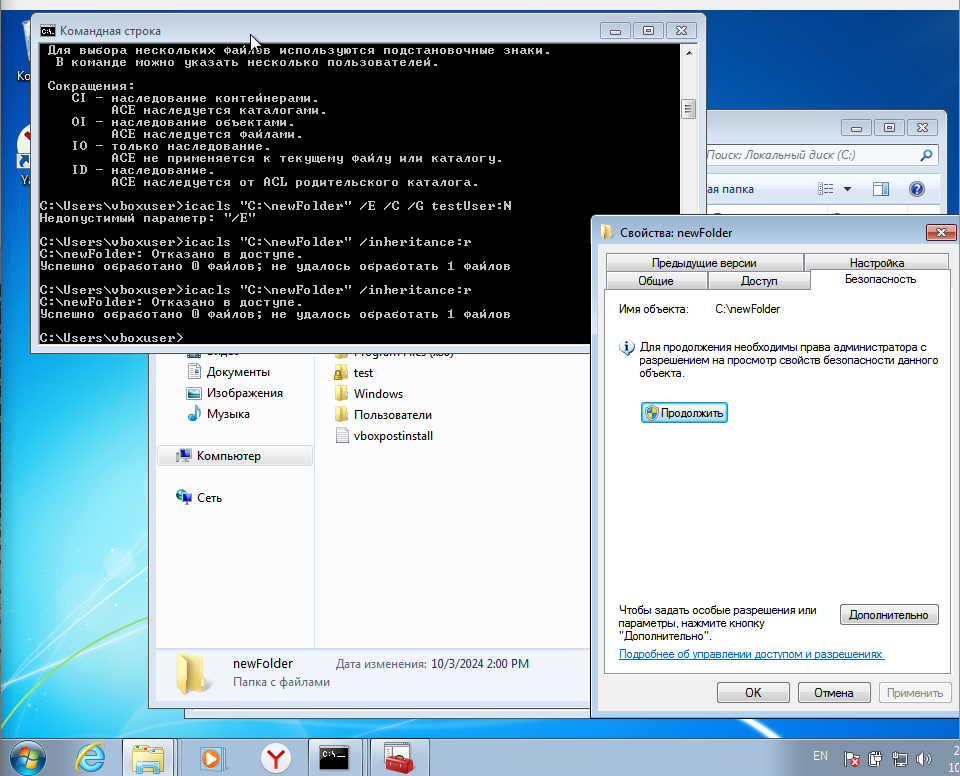 Командная строка
Для выбора нескольких файлов используются подстановочные знаки.
В команде можно указать несколько пользователей.
Сокращения:
CI - наследование контейнерами.
ACE наследуется каталогами.
OI - наследование объектами.
ACE наследуется файлами.
IO - только наследование.
ACE не применяется к текущему файлу или каталогу.
ID - наследование.
ACE наследуется от ACL родительского каталога.
C:\Users\vboxuser>icacls "C:\newFolder" /E /C /G testUser:N
Недопустимый параметр: "/E"
C:\Users\vboxuser>icacls "C:\newFolder" /inheritance:r
C:\newFolder: Отказано в доступе.
Успешно обработано 0 файлов; не удалось обработать 1 файлов
C:\Users\vboxuser>icacls "C:\newFolder" /inheritance:r
C:\newFolder: Отказано в доступе.
Успешно обработано 0 файлов; не удалось обработать 1 файлов
C:\Users\vboxuser>
Поиск: Локальный диск (C:)
ая папка
Видео
Документы
Изображения
Музыка
Компьютер
Сеть
Program Files (x86)
test
Windows
Пользователи
vboxpostinstall
newFolder
Дата изменения: 10/3/2024 2:00 PM
Папка с файлами
Свойства: newFolder
Предыдущие версии
Настройка
Общие
Доступ
Безопасность
Имя объекта: C:\newFolder
Для продолжения необходимы права администратора с
разрешением на просмотр свойств безопасности данного
объекта.
Продолжить
Чтобы задать особые разрешения или
параметры, нажмите кнопку
"Дополнительно".
Дополнительно
Подробнее об управлении доступом и разрешениях
OK
Отмена
Применить
EN